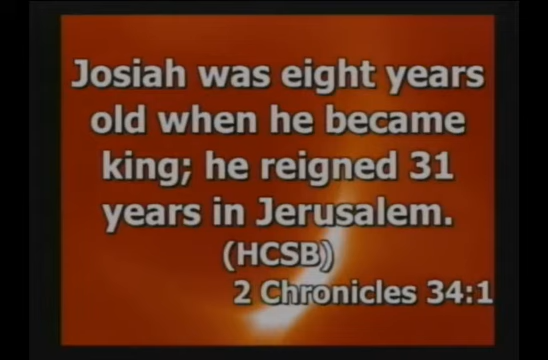 Josiah was eight years
old when he became
king; he reigned 31
years in Jerusalem.
(HCSB)
2 Chronicles 34:1